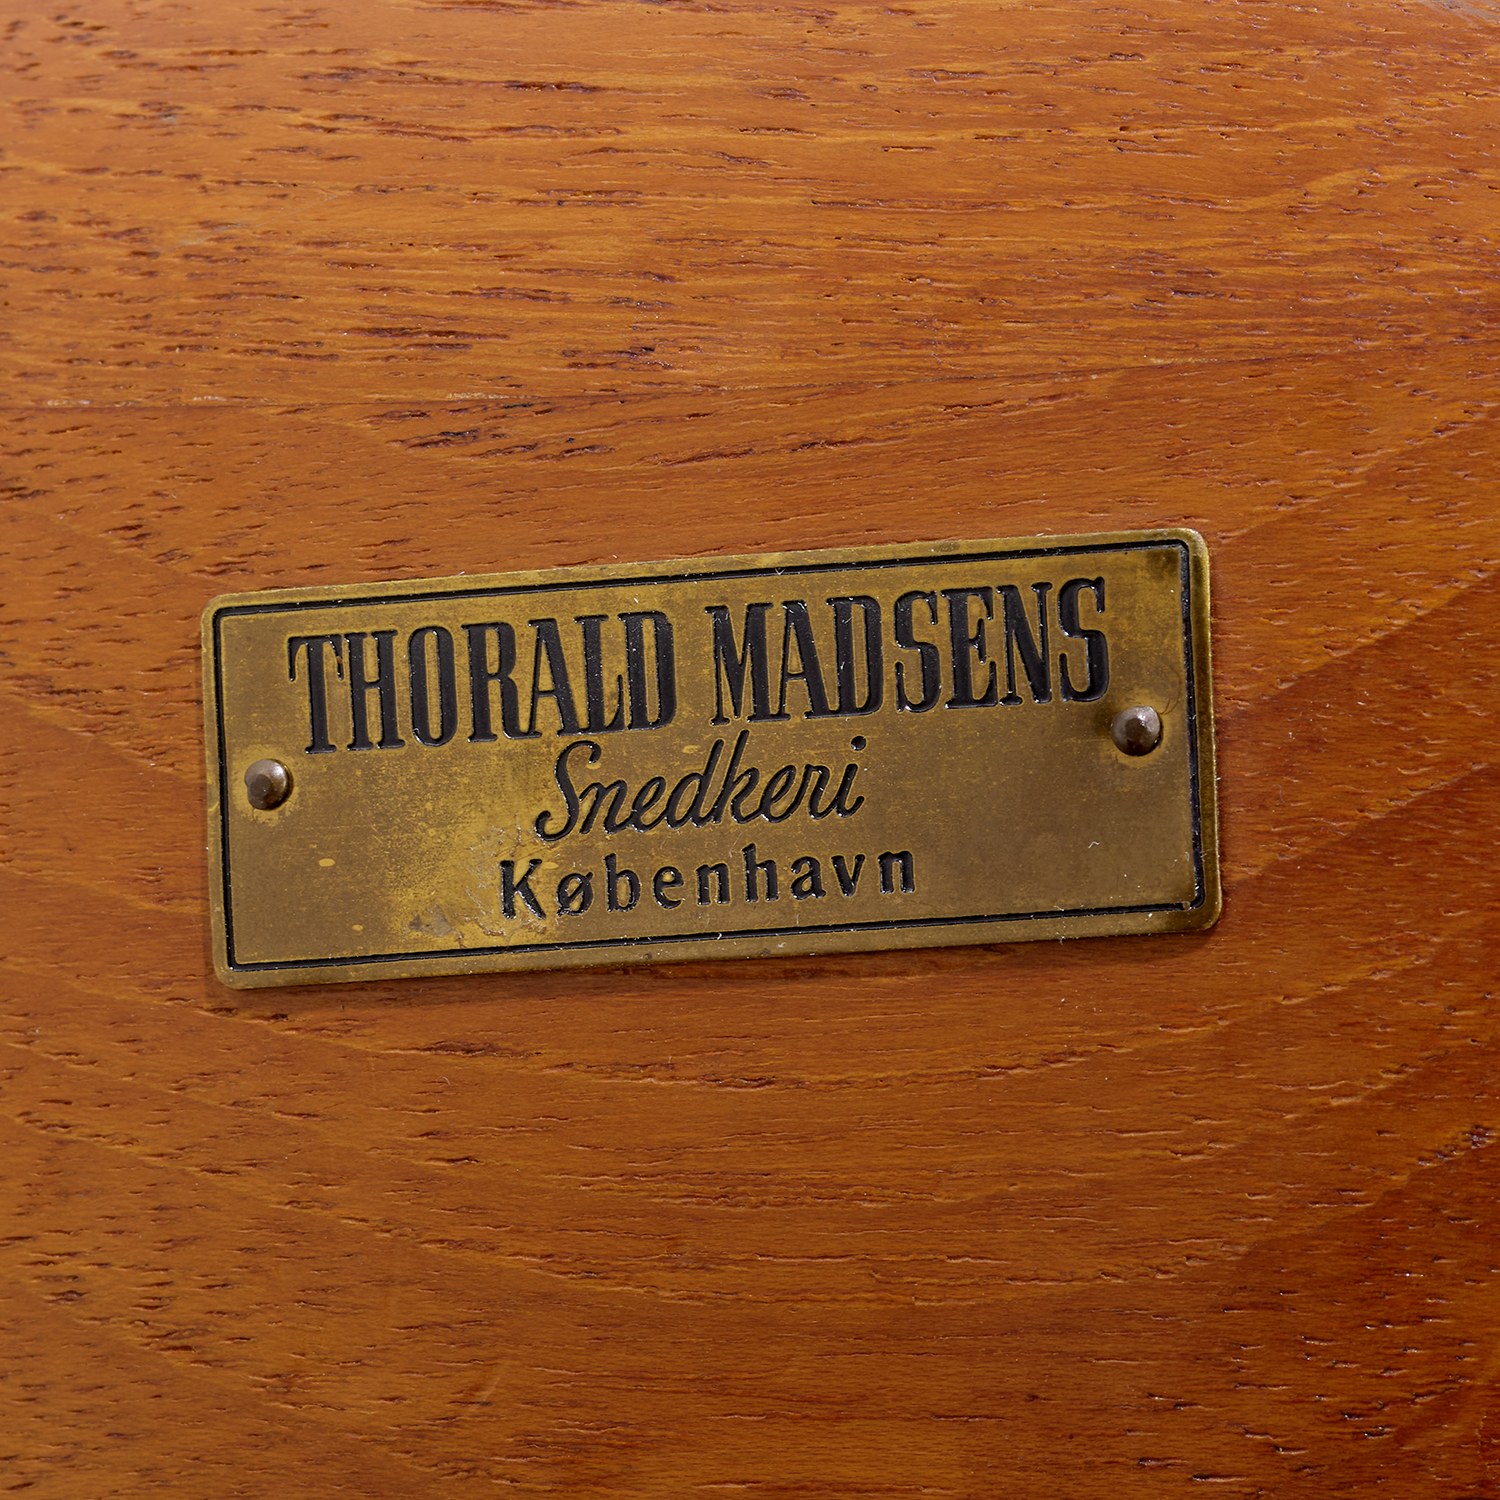 THORALD MADSENS
Snedkeri
København